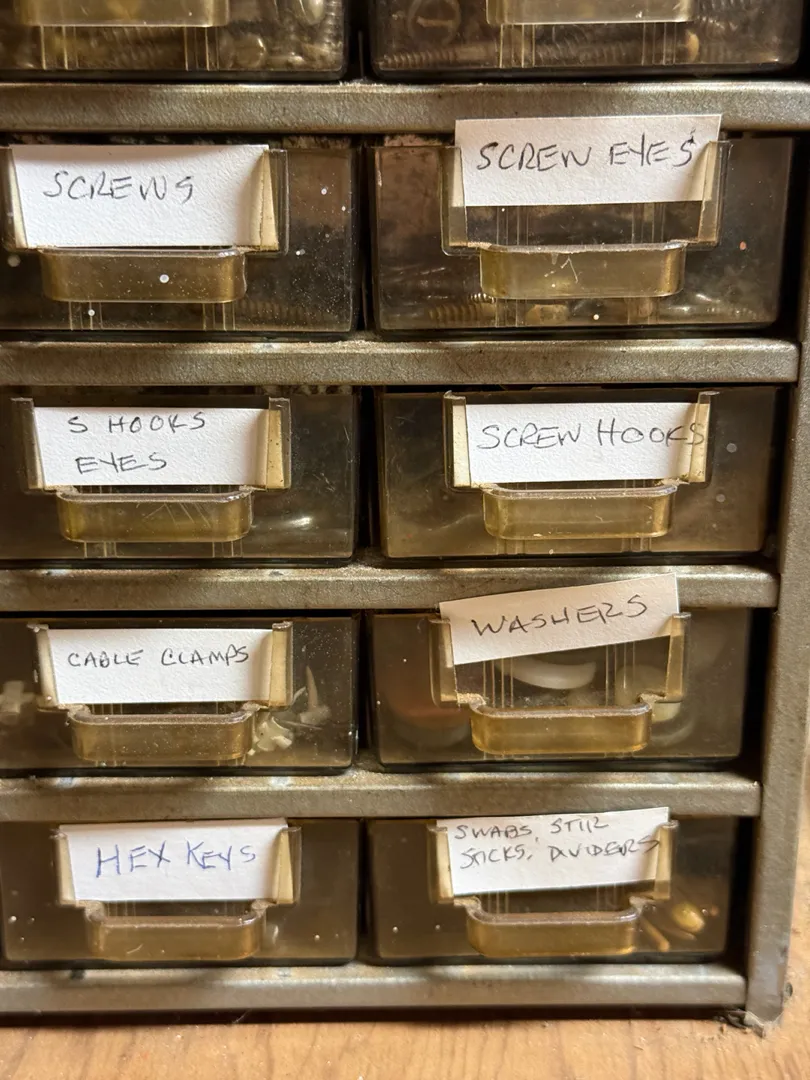 SCREWS
SCREW EYES
S HOOKS
EYES
SCREW HOOKS
CABLE CLAMPS
WASHERS
HEX KEYS
SWABS, STIR
STICKS, DIVIDERS